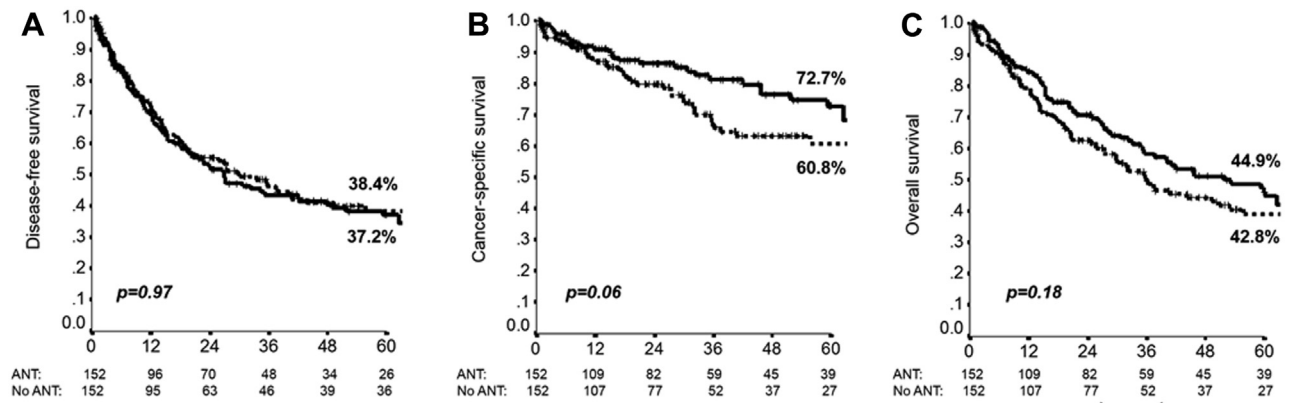 A
Disease-free survival
1.0
.9
.8
.7
.6
.5
.4
.3
.2
.1
0.0
38.4%
37.2%
p=0.97
0 12 24 36 48 60
ANT: 152 96 70 48 34 26
No ANT: 152 95 63 46 39 36
B
Cancer-specific survival
1.0
.9
.8
.7
.6
.5
.4
.3
.2
.1
0.0
72.7%
60.8%
p=0.06
0 12 24 36 48 60
152 109 82 59 45 39
152 107 77 52 37 27
C
Overall survival
1.0
.9
.8
.7
.6
.5
.4
.3
.2
.1
0.0
44.9%
42.8%
p=0.18
0 12 24 36 48 60
152 109 82 59 45 39
152 107 77 52 37 27